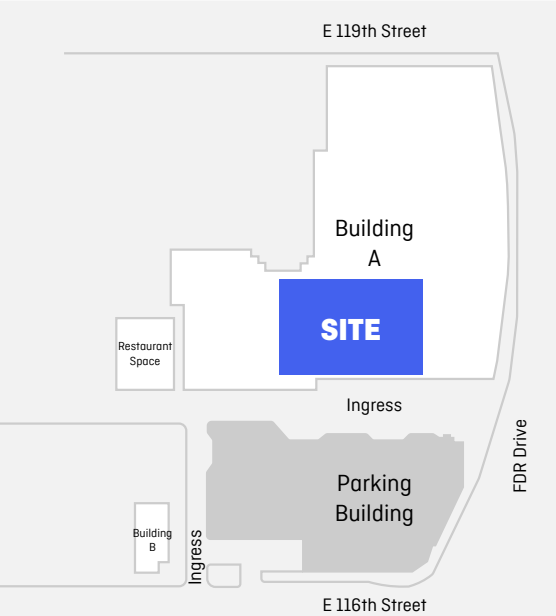 E 119th Street
Building
A
SITE
Restaurant
Space
Ingress
FDR Drive
Parking
Building
Building
B
Ingress
E 116th Street